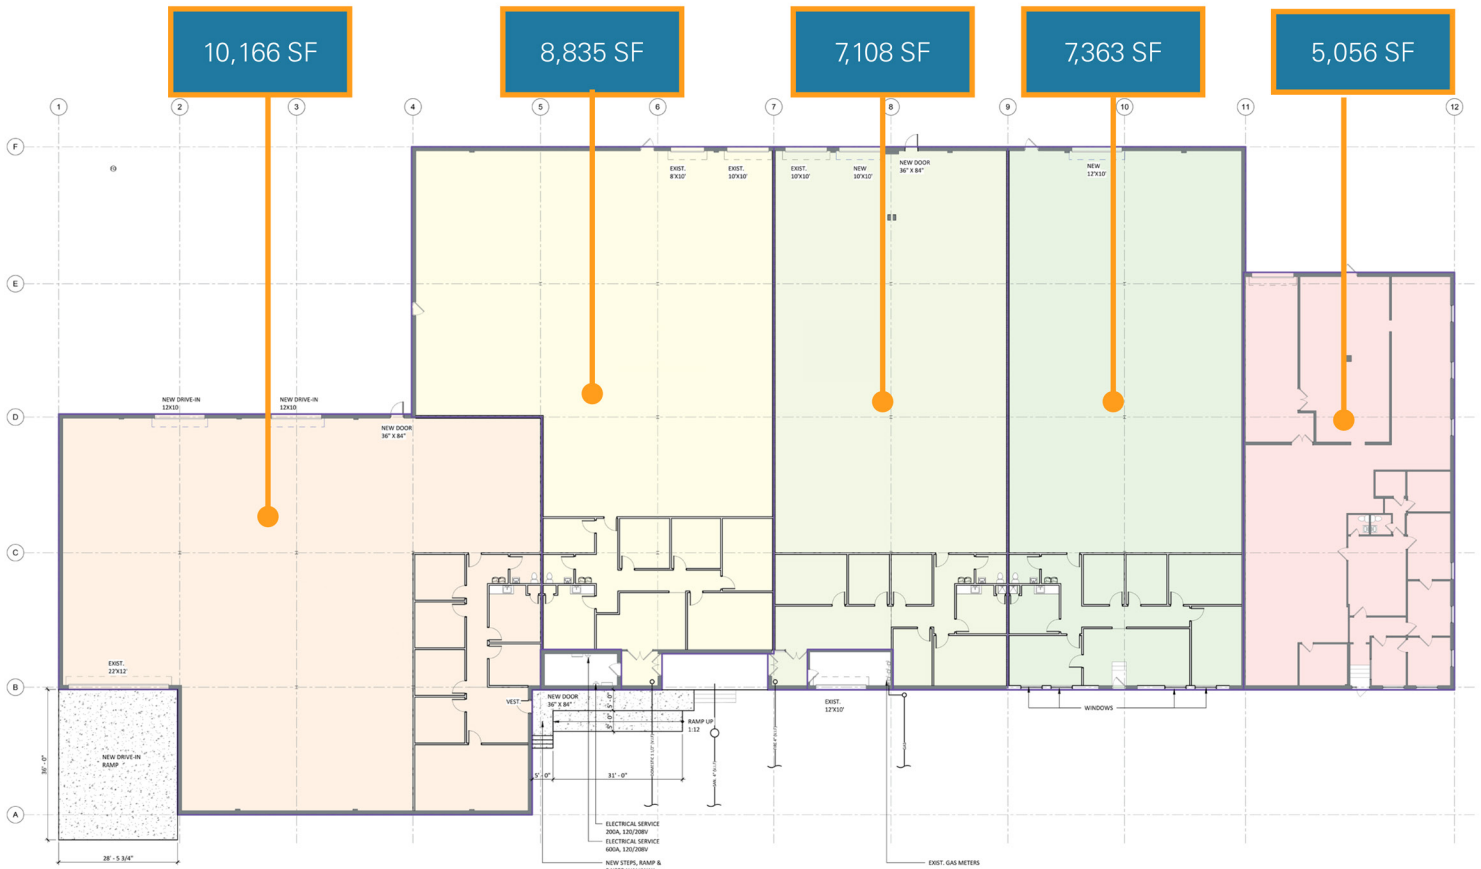 10,166 SF
8,835 SF
7,108 SF
7,363 SF
5,056 SF
1
2
3
4
5
6
7
8
9
10
11
12
F
E
D
C
B
A
EXIST.
8'X10'
EXIST.
10'X10'
EXIST.
10'X10'
NEW
10'X10'
NEW DOOR
36" X 84"
NEW
12'X10'
NEW DRIVE-IN
12X10
NEW DRIVE-IN
12X10
NEW DOOR
36" X 84"
EXIST.
22'X12'
VEST.
NEW DOOR
36" X 84"
5' - 0"
5' - 0"
RAMP UP
1:12
EXIST.
12'X10'
WINDOWS
NEW DRIVE-IN
RAMP
36' - 0"
5' - 0"
31' - 0"
28' - 5 3/4"
ELECTRICAL SERVICE
200A, 120/208V
ELECTRICAL SERVICE
600A, 120/208V
NEW STEPS, RAMP &
EXIST. GAS METERS